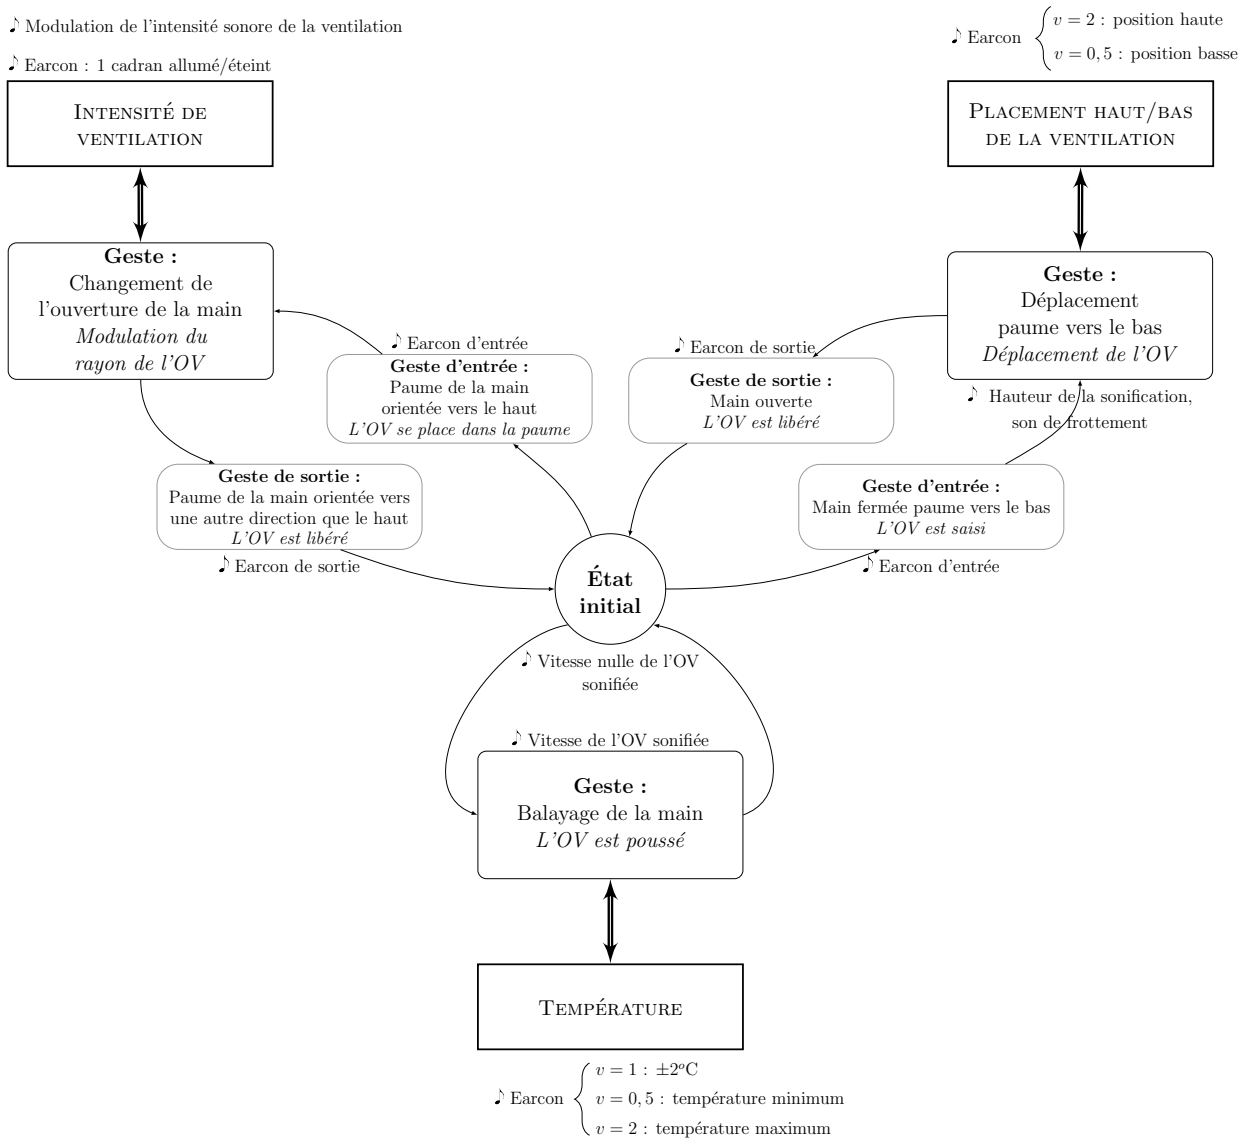 ♪ Modulation de l'intensité sonore de la ventilation
♪ Earcon : 1 cadran allumé/éteint
Intensité de
ventilation
♪ Earcon { v = 2 : position haute
v = 0, 5 : position basse
Placement haut/bas
de la ventilation
Geste :
Changement de
l'ouverture de la main
Modulation du
rayon de l'OV
Geste :
Déplacement
paume vers le bas
Déplacement de l'OV
♪ Earcon d'entrée
Geste d'entrée :
Paume de la main
orientée vers le haut
L'OV se place dans la paume
♪ Earcon de sortie
Geste de sortie :
Main ouverte
L'OV est libéré
♪ Hauteur de la sonification,
son de frottement
Geste de sortie :
Paume de la main orientée vers
une autre direction que le haut
L'OV est libéré
♪ Earcon de sortie
Geste d'entrée :
Main fermée paume vers le bas
L'OV est saisi
♪ Earcon d'entrée
État
initial
♪ Vitesse nulle de l'OV
sonifiée
♪ Vitesse de l'OV sonifiée
Geste :
Balayage de la main
L'OV est poussé
Température
v = 1 : ±2°C
♪ Earcon { v = 0, 5 : température minimum
v = 2 : température maximum